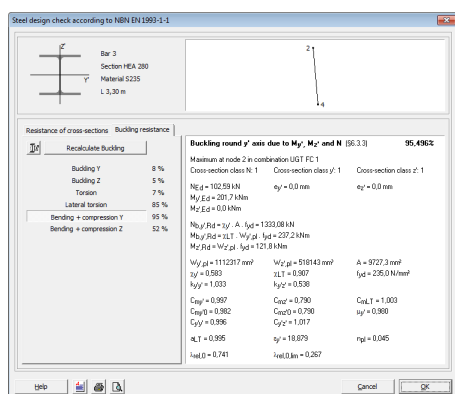 Steel design check according to NBN EN 1993-1-1
Z'
Y'
Bar 3
Section HEA 280
Material S235
L 3,30 m
2
4
Resistance of cross-sections Buckling resistance
Recalculate Buckling
Buckling Y 8 %
Buckling Z 5 %
Torsion 7 %
Lateral torsion 85 %
Bending + compression Y 95 %
Bending + compression Z 52 %
Buckling round y' axis due to My', Mz' and N (§6.3.3) 95,496%
Maximum at node 2 in combination UGT FC 1
Cross-section class N: 1 Cross-section class y': 1 Cross-section class z': 1
NEd = 102,59 kN ey' = 0,0 mm ez' = 0,0 mm
My',Ed = 201,7 kNm
Mz',Ed = 0,0 kNm
Nb,y',Rd = χy' . A . fyd = 1333,08 kN
Mb,y',Rd = χLT . Wy',pl . fyd = 237,2 kNm
Mz',Rd = Wz',pl . fyd = 121,8 kNm
Wy',pl = 1112317 mm³ Wz',pl = 518143 mm³ A = 9727,3 mm²
χy' = 0,583 χLT = 0,907 fyd = 235,0 N/mm²
ky'y' = 1,033 ky'z' = 0,538
Cmy' = 0,997 Cmz' = 0,790 CmLT = 1,003
Cmy'0 = 0,982 Cmz'0 = 0,790 μy' = 0,980
Cy'y' = 0,996 Cy'z' = 1,017
aLT = 0,995 εy' = 18,879 npl = 0,045
λrel,0 = 0,741 λrel,0,lim = 0,267
Help Cancel OK